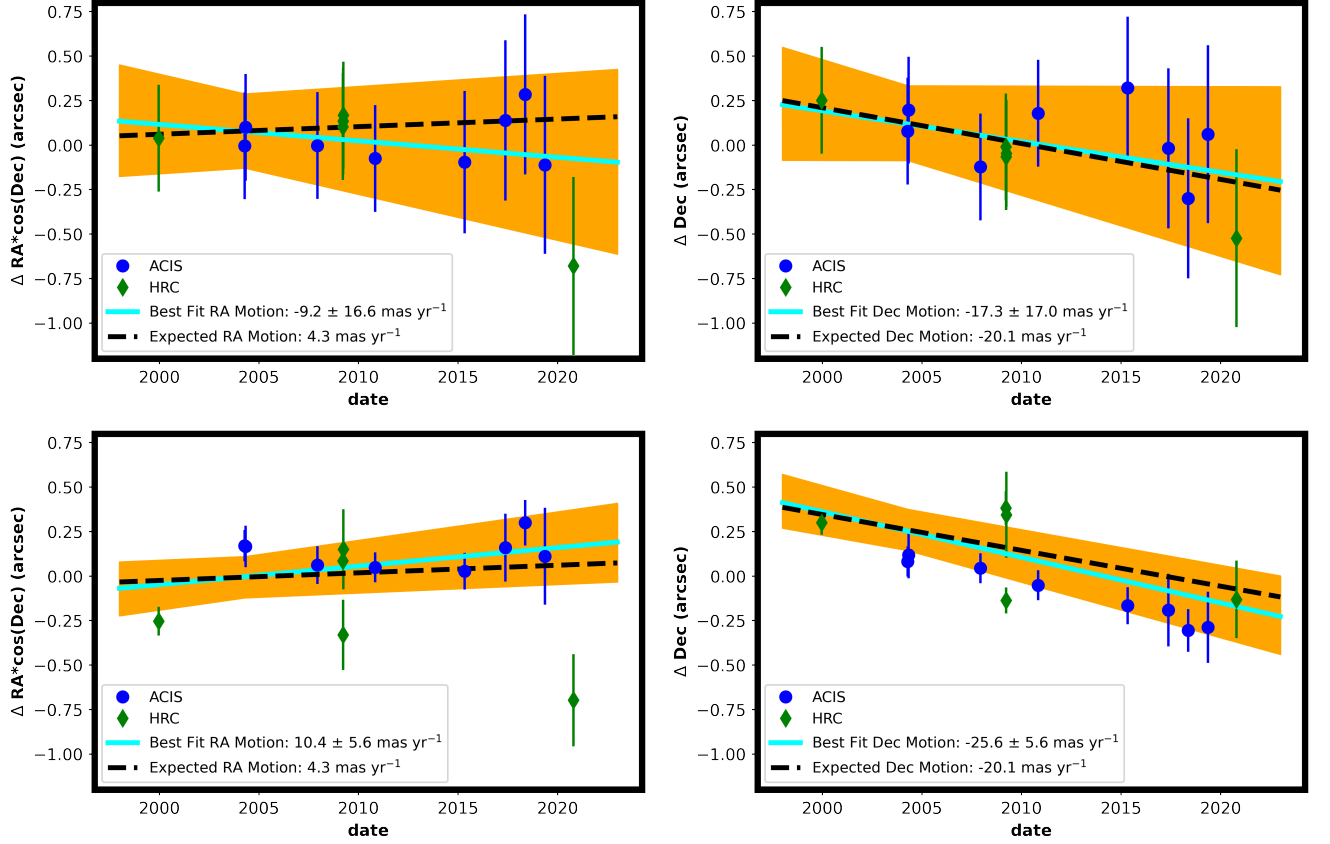 0.75
0.50
0.25
0.00
−0.25
−0.50
−0.75
−1.00
Δ RA*cos(Dec) (arcsec)
ACIS
HRC
Best Fit RA Motion: -9.2 ± 16.6 mas yr⁻¹
Expected RA Motion: 4.3 mas yr⁻¹
2000 2005 2010 2015 2020
date
0.75
0.50
0.25
0.00
−0.25
−0.50
−0.75
−1.00
Δ Dec (arcsec)
ACIS
HRC
Best Fit Dec Motion: -17.3 ± 17.0 mas yr⁻¹
Expected Dec Motion: -20.1 mas yr⁻¹
2000 2005 2010 2015 2020
date
0.75
0.50
0.25
0.00
−0.25
−0.50
−0.75
−1.00
Δ RA*cos(Dec) (arcsec)
ACIS
HRC
Best Fit RA Motion: 10.4 ± 5.6 mas yr⁻¹
Expected RA Motion: 4.3 mas yr⁻¹
2000 2005 2010 2015 2020
date
0.75
0.50
0.25
0.00
−0.25
−0.50
−0.75
−1.00
Δ Dec (arcsec)
ACIS
HRC
Best Fit Dec Motion: -25.6 ± 5.6 mas yr⁻¹
Expected Dec Motion: -20.1 mas yr⁻¹
2000 2005 2010 2015 2020
date